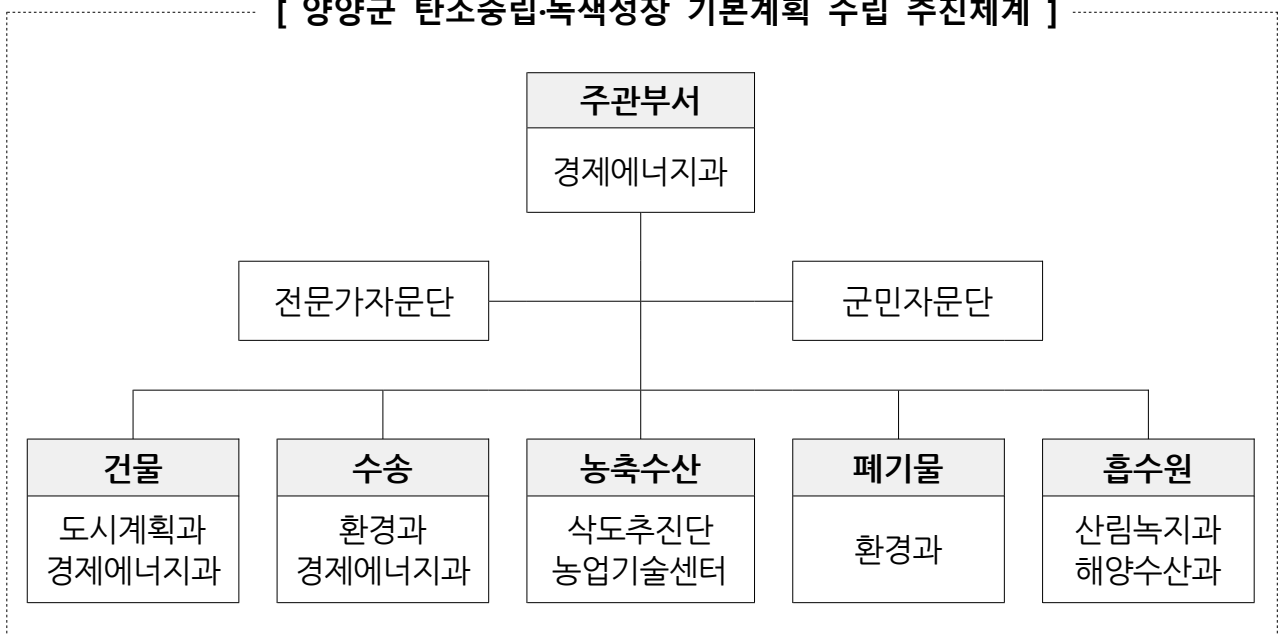 [ 양양군 탄소중립·녹색성장 기본계획 수립 추진체계 ]
주관부서
경제에너지과
전문가자문단
군민자문단
건물
도시계획과
경제에너지과
수송
환경과
경제에너지과
농축수산
삭도추진단
농업기술센터
폐기물
환경과
흡수원
산림녹지과
해양수산과